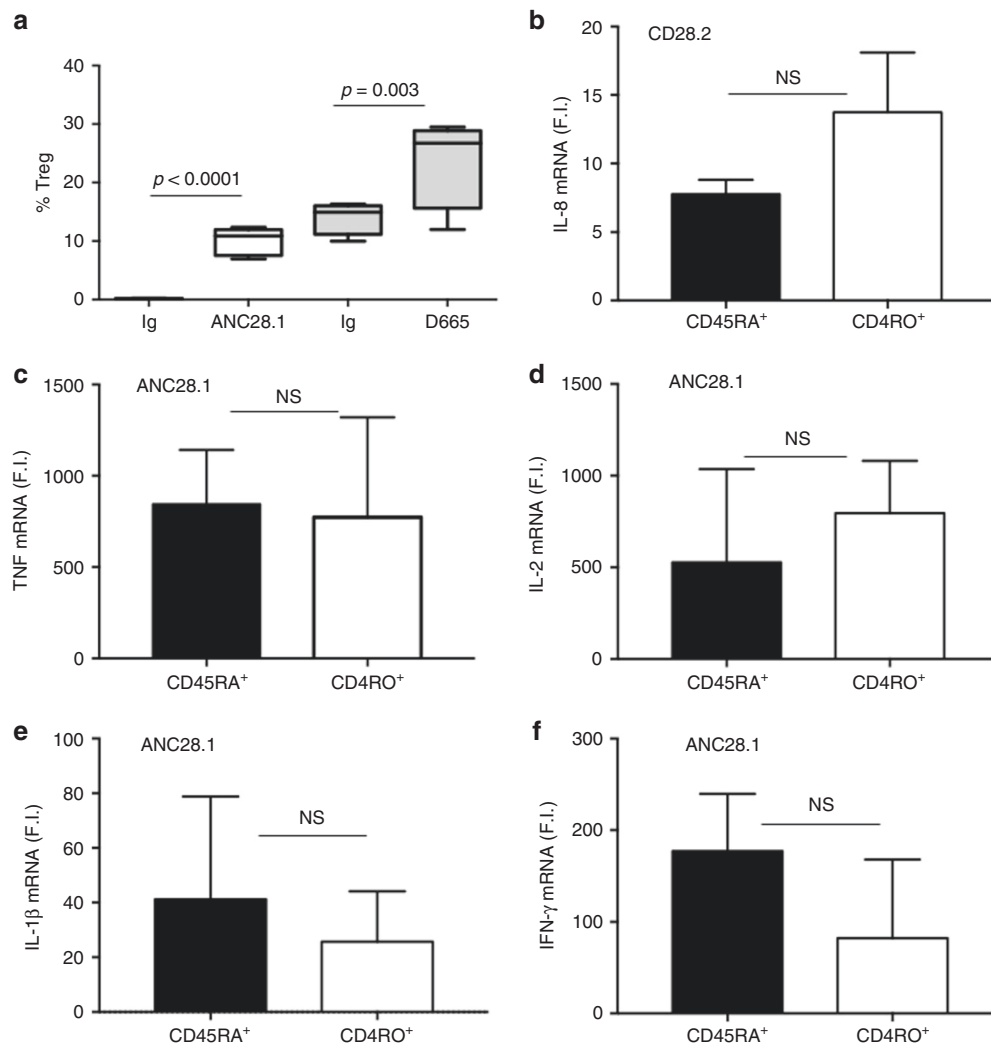 a
% Treg
40
30
20
10
0
p < 0.0001
p = 0.003
Ig
ANC28.1
Ig
D665
b
CD28.2
IL-8 mRNA (F.I.)
20
15
10
5
0
NS
CD45RA+
CD4RO+
c
ANC28.1
TNF mRNA (F.I.)
1500
1000
500
0
NS
CD45RA+
CD4RO+
d
ANC28.1
IL-2 mRNA (F.I.)
1500
1000
500
0
NS
CD45RA+
CD4RO+
e
ANC28.1
IL-1β mRNA (F.I.)
100
80
60
40
20
0
NS
CD45RA+
CD4RO+
f
ANC28.1
IFN-γ mRNA (F.I.)
300
200
100
0
NS
CD45RA+
CD4RO+